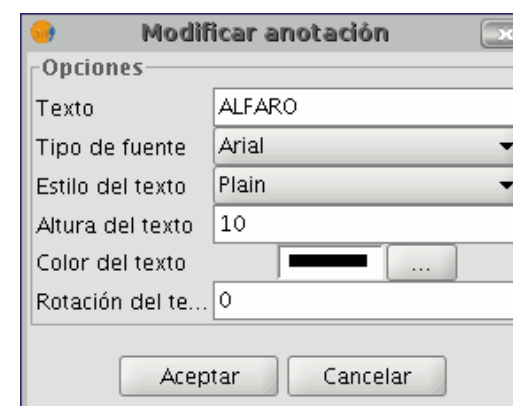 Modificar anotación
Opciones
Texto ALFARO
Tipo de fuente Arial
Estilo del texto Plain
Altura del texto 10
Color del texto ...
Rotación del te... 0
Aceptar Cancelar